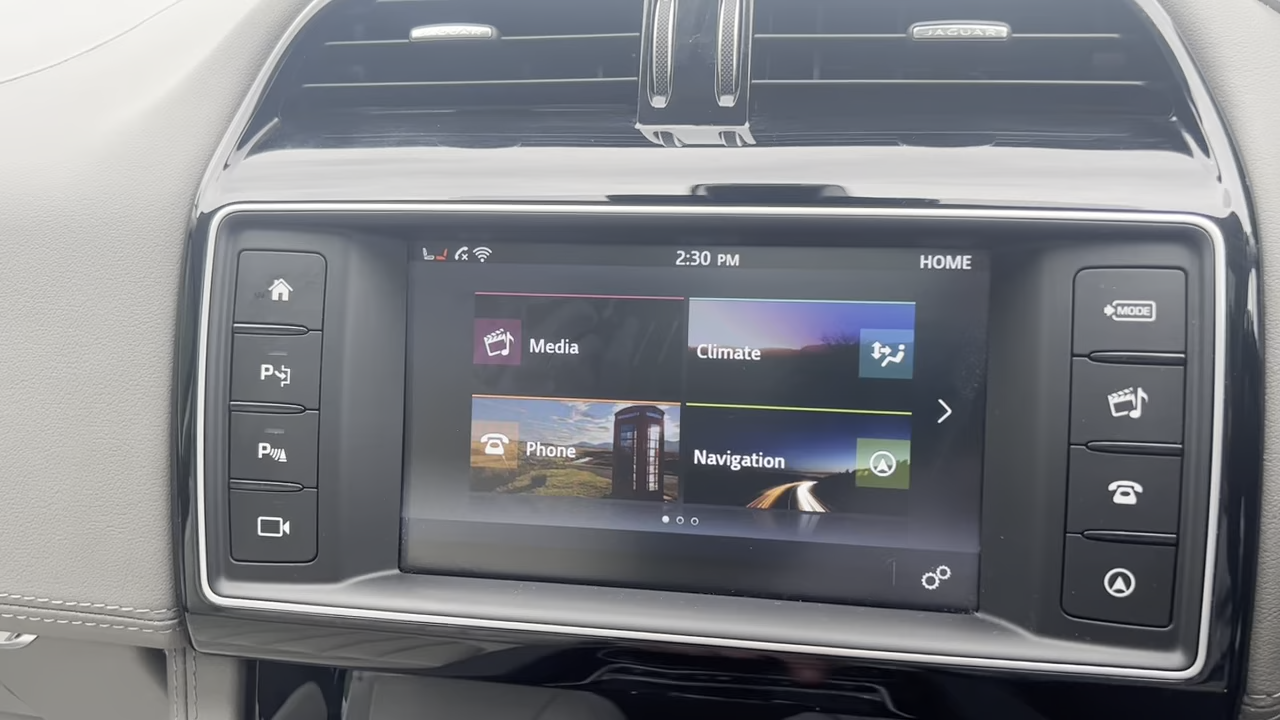 JAGUAR
JAGUAR
2:30 PM
HOME
Media
Climate
Phone
Navigation
MODE
P
P